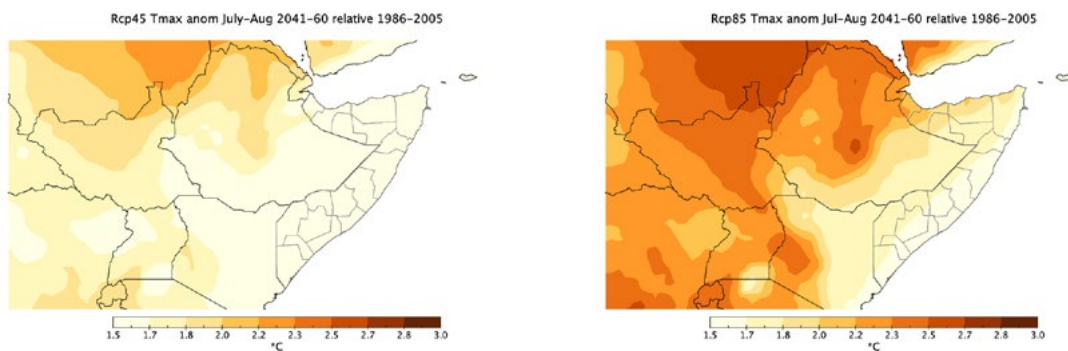 Rcp45 Tmax anom July-Aug 2041-60 relative 1986-2005
1.5 1.7 1.8 2.0 2.2 2.3 2.5 2.7 2.8 3.0
°C
Rcp85 Tmax anom Jul-Aug 2041-60 relative 1986-2005
1.5 1.7 1.8 2.0 2.2 2.3 2.5 2.7 2.8 3.0
°C